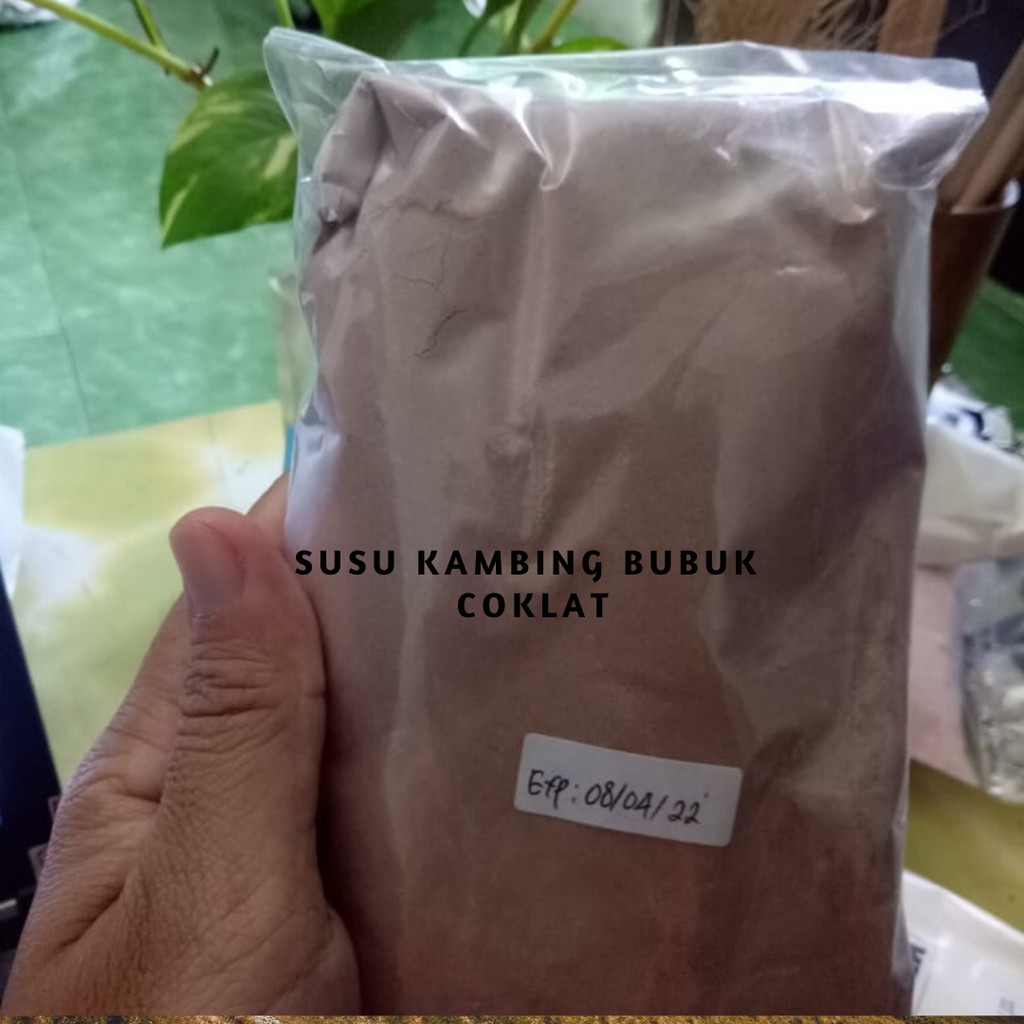 SUSU KAMBING BUBUK
COKLAT
Exp: 08/04/22